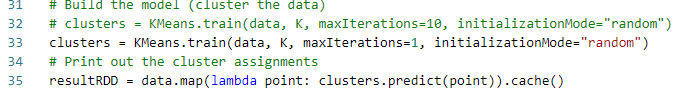 31 # Build the model (cluster the data)
32 # clusters = KMeans.train(data, K, maxIterations=10, initializationMode="random")
33 clusters = KMeans.train(data, K, maxIterations=1, initializationMode="random")
34 # Print out the cluster assignments
35 resultRDD = data.map(lambda point: clusters.predict(point)).cache()